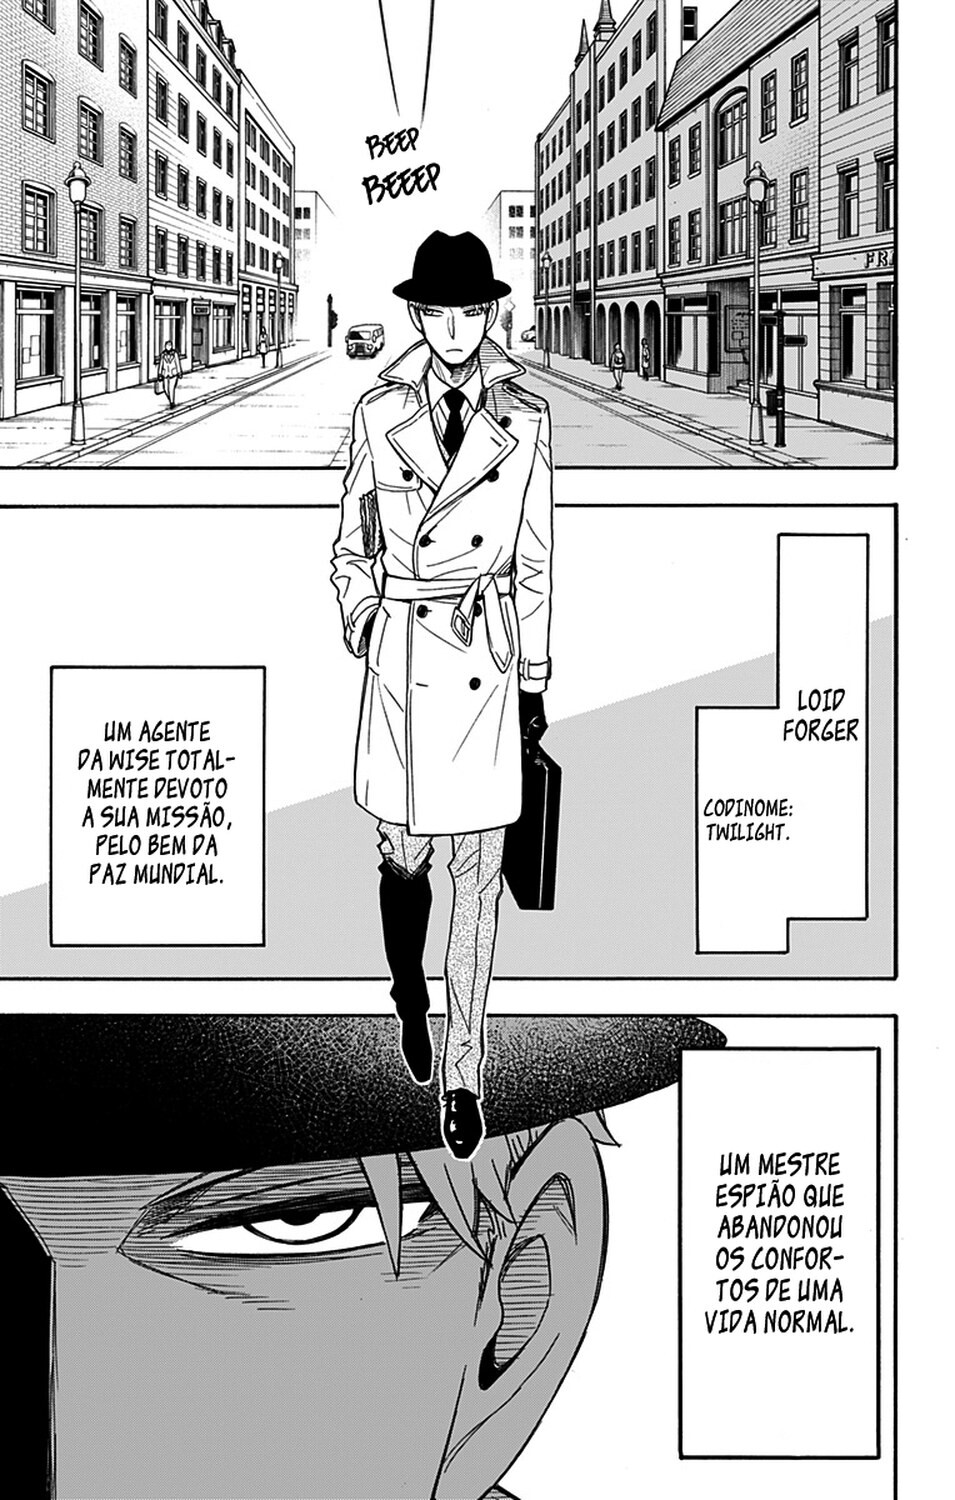 BEEP
BEEEP
FR
LOID
FORGER
CODINOME:
TWILIGHT.
UM AGENTE
DA WISE TOTAL-
MENTE DEVOTO
A SUA MISSÃO,
PELO BEM DA
PAZ MUNDIAL.
UM MESTRE
ESPIÃO QUE
ABANDONOU
OS CONFOR-
TOS DE UMA
VIDA NORMAL.